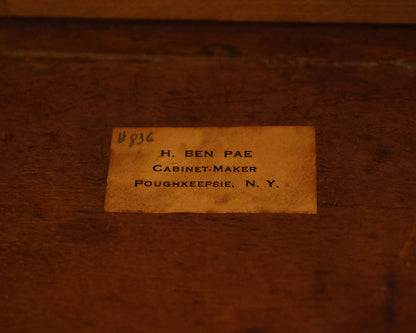 #836
H. BEN PAE
CABINET-MAKER
POUGHKEEPSIE, N. Y.